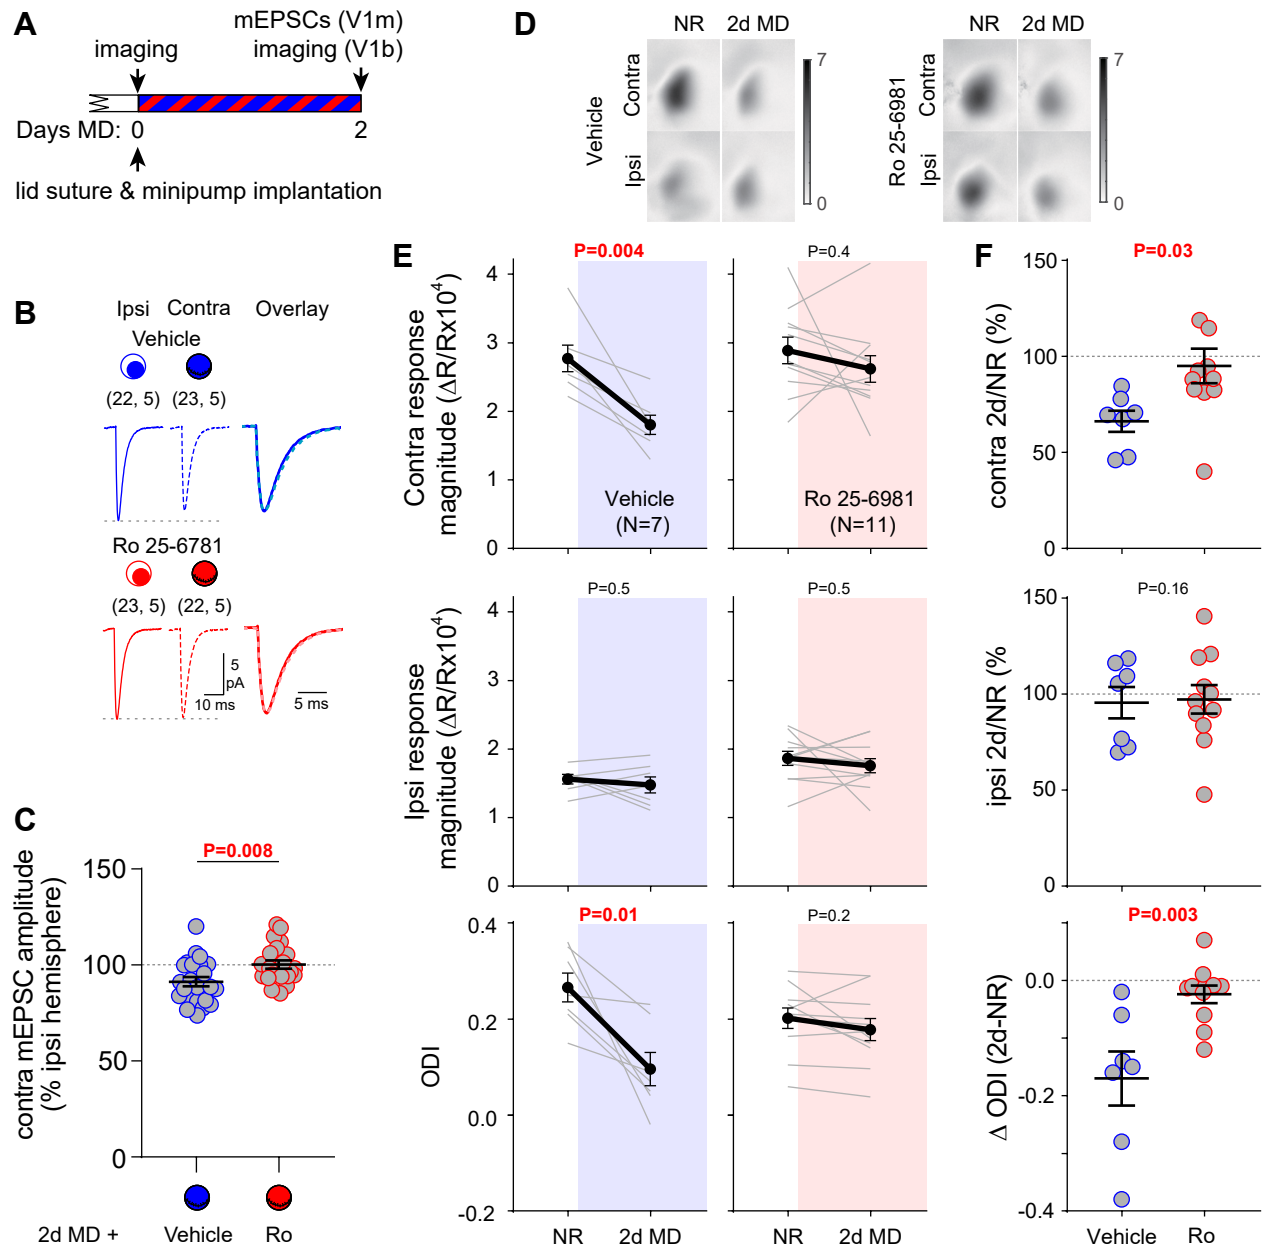 A
mEPSCs (V1m)
imaging
imaging (V1b)
Days MD: 0
2
lid suture & minipump implantation
B
Ipsi
Contra
Overlay
Vehicle
(22, 5)
(23, 5)
Ro 25-6781
(23, 5)
(22, 5)
5
pA
10 ms
5 ms
C
P=0.008
contra mEPSC amplitude
(% ipsi hemisphere)
150
100
50
0
2d MD +
Vehicle
Ro
D
NR
2d MD
NR
2d MD
Vehicle
Contra
Ipsi
7
0
Ro 25-6981
Contra
Ipsi
7
0
E
P=0.004
P=0.4
Contra response
magnitude (ΔR/Rx10⁴)
4
3
2
1
0
Vehicle
(N=7)
Ro 25-6981
(N=11)
P=0.5
P=0.5
Ipsi response
magnitude (ΔR/Rx10⁴)
4
3
2
1
0
P=0.01
P=0.2
ODI
0.4
0.2
0.0
-0.2
NR
2d MD
NR
2d MD
F
P=0.03
contra 2d/NR (%)
150
100
50
0
P=0.16
ipsi 2d/NR (%
150
100
50
0
P=0.003
Δ ODI (2d-NR)
0.0
-0.2
-0.4
Vehicle
Ro